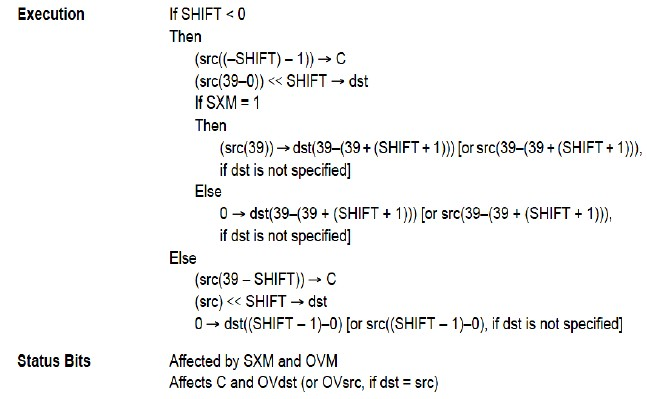 Execution If SHIFT < 0
Then
(src((–SHIFT) – 1)) → C
(src(39–0)) << SHIFT → dst
If SXM = 1
Then
(src(39)) → dst(39–(39 + (SHIFT + 1))) [or src(39–(39 + (SHIFT + 1))),
if dst is not specified]
Else
0 → dst(39–(39 + (SHIFT + 1))) [or src(39–(39 + (SHIFT + 1))),
if dst is not specified]
Else
(src(39 – SHIFT)) → C
(src) << SHIFT → dst
0 → dst((SHIFT – 1)–0) [or src((SHIFT – 1)–0), if dst is not specified]
Status Bits Affected by SXM and OVM
Affects C and OVdst (or OVsrc, if dst = src)